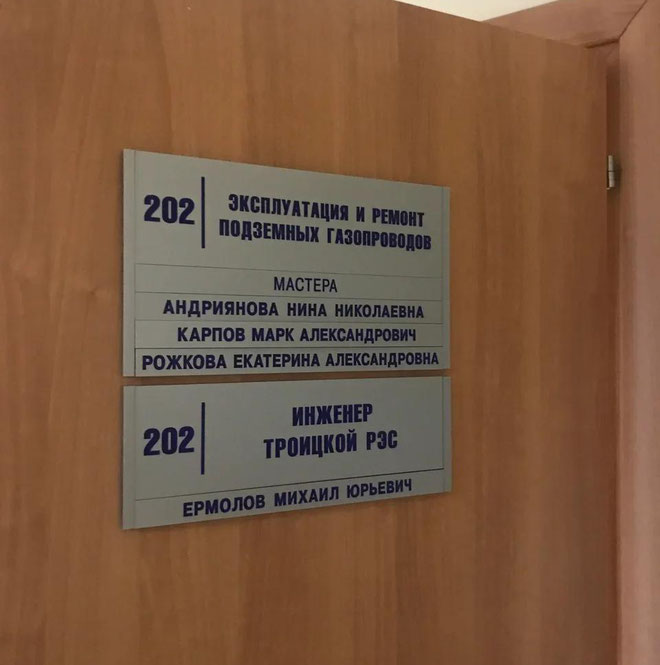 202
ЭКСПЛУАТАЦИЯ И РЕМОНТ
ПОДЗЕМНЫХ ГАЗОПРОВОДОВ
МАСТЕРА
АНДРИЯНОВА НИНА НИКОЛАЕВНА
КАРПОВ МАРК АЛЕКСАНДРОВИЧ
РОЖКОВА ЕКАТЕРИНА АЛЕКСАНДРОВНА
202
ИНЖЕНЕР
ТРОИЦКОЙ РЭС
ЕРМОЛОВ МИХАИЛ ЮРЬЕВИЧ